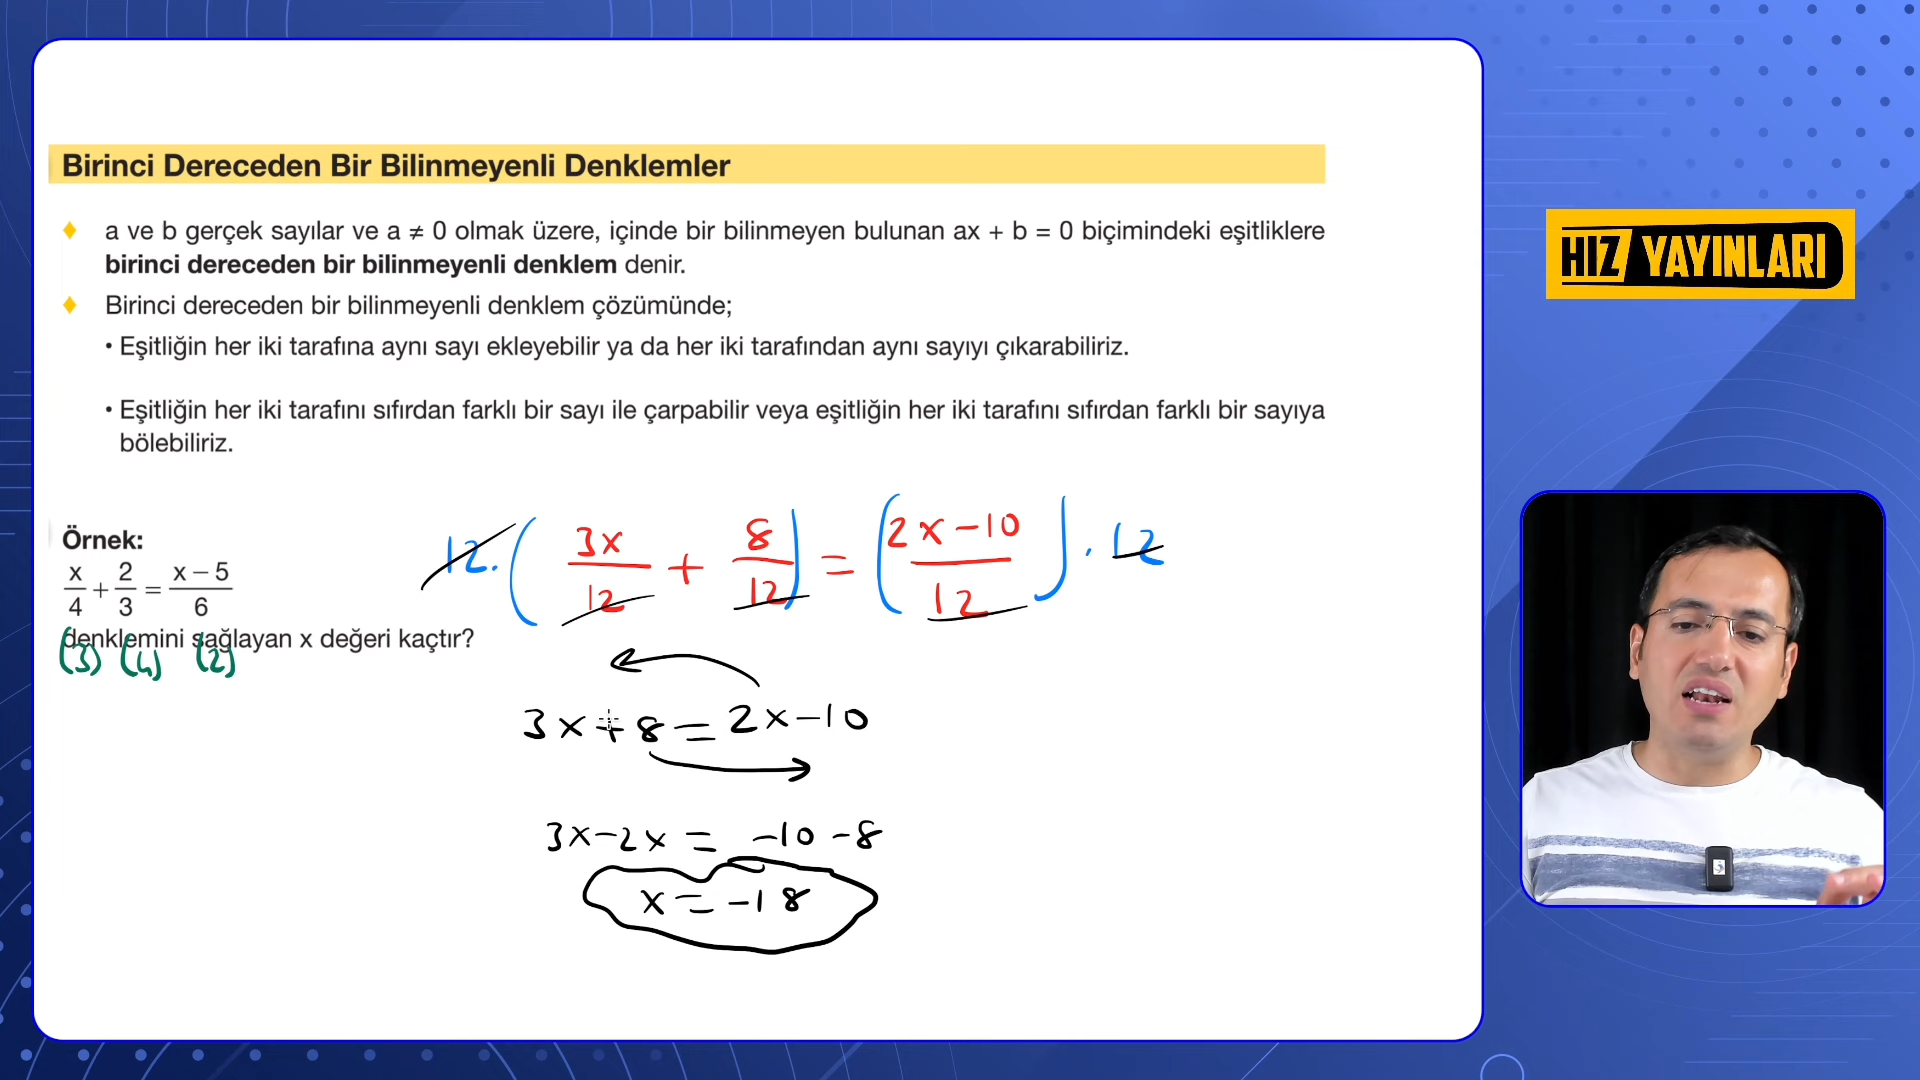 Birinci Dereceden Bir Bilinmeyenli Denklemler
♦ a ve b gerçek sayılar ve a ≠ 0 olmak üzere, içinde bir bilinmeyen bulunan ax + b = 0 biçimindeki eşitliklere
birinci dereceden bir bilinmeyenli denklem denir.
♦ Birinci dereceden bir bilinmeyenli denklem çözümünde;
• Eşitliğin her iki tarafına aynı sayı ekleyebilir ya da her iki tarafından aynı sayıyı çıkarabiliriz.
• Eşitliğin her iki tarafını sıfırdan farklı bir sayı ile çarpabilir veya eşitliğin her iki tarafını sıfırdan farklı bir sayıya
bölebiliriz.
Örnek:
x/4 + 2/3 = (x – 5)/6
denklemini sağlayan x değeri kaçtır?
(3) (4) (2)
12. (3x/12 + 8/12) = (2x-10/12) . 12
3x+8=2x-10
3x-2x = -10-8
x=-18
HIZ YAYINLARI